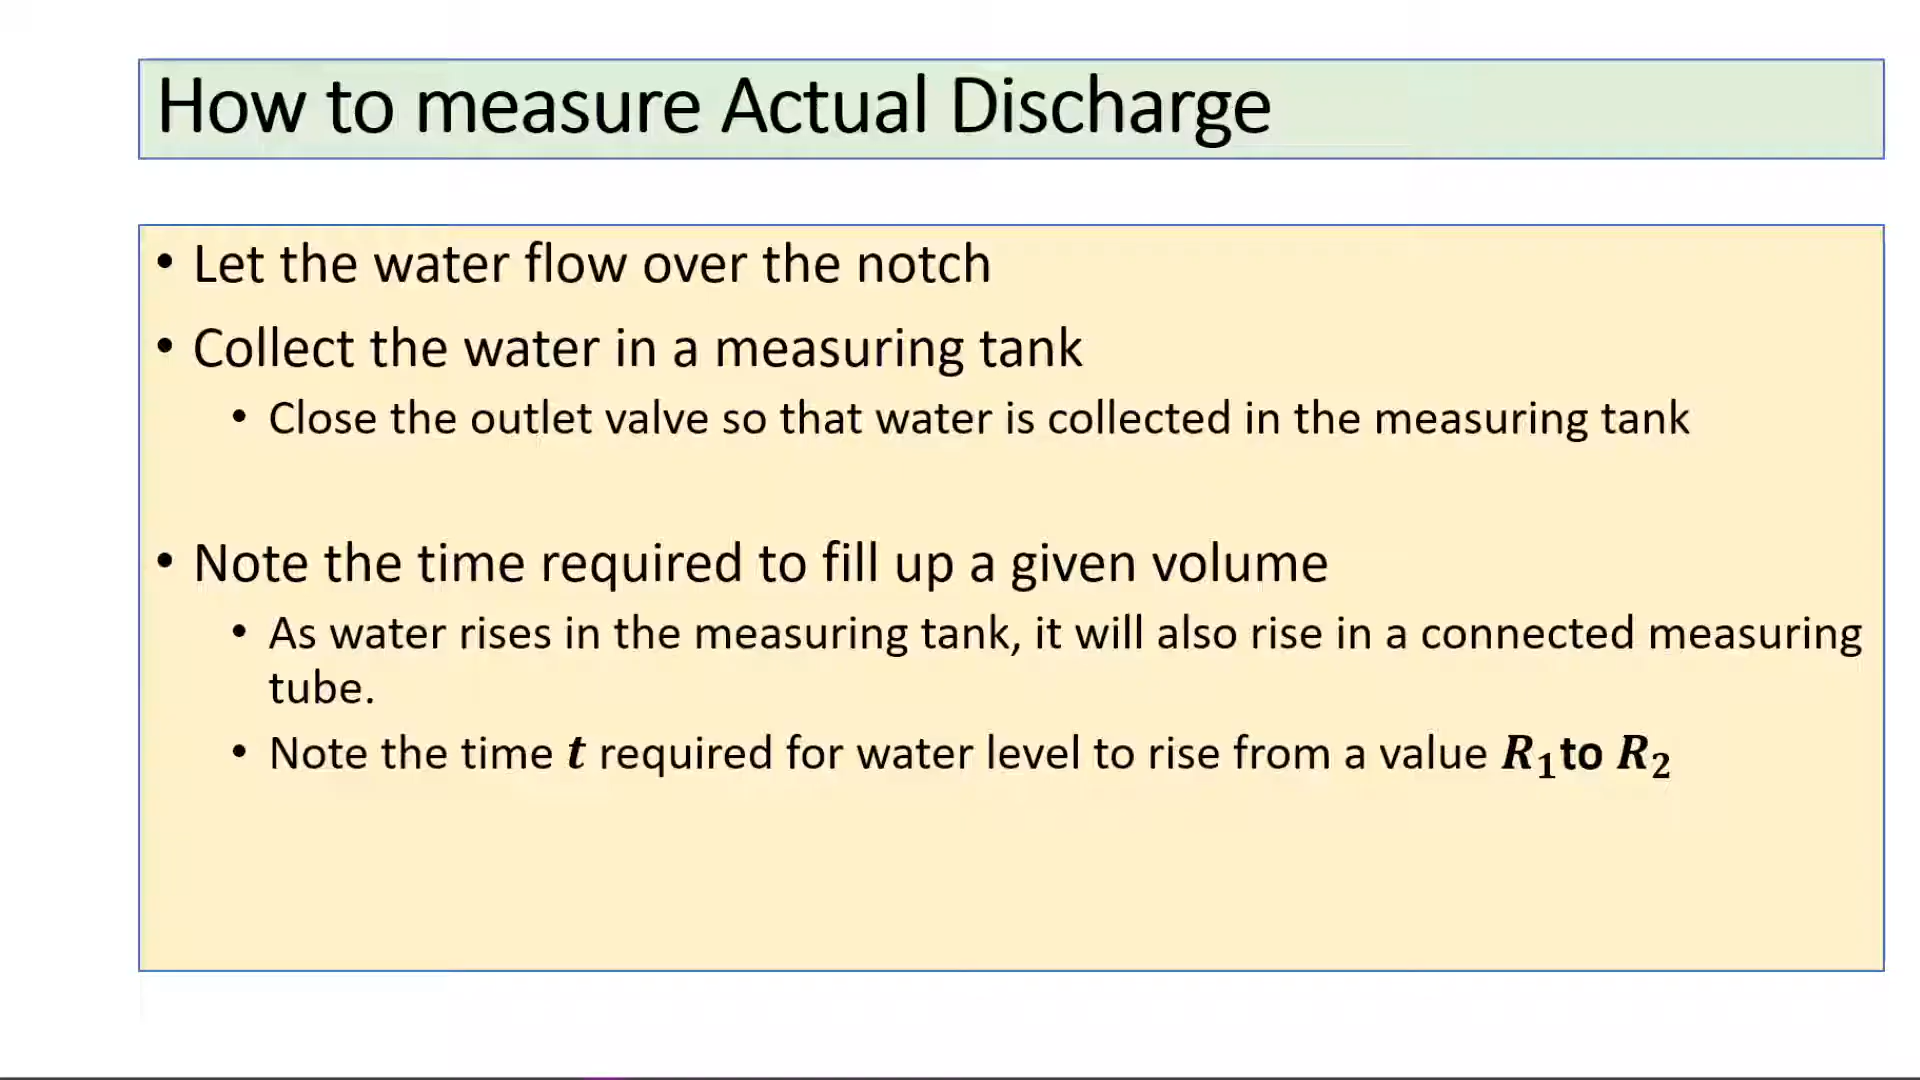 How to measure Actual Discharge
• Let the water flow over the notch
• Collect the water in a measuring tank
• Close the outlet valve so that water is collected in the measuring tank
• Note the time required to fill up a given volume
• As water rises in the measuring tank, it will also rise in a connected measuring
tube.
• Note the time t required for water level to rise from a value R₁to R₂